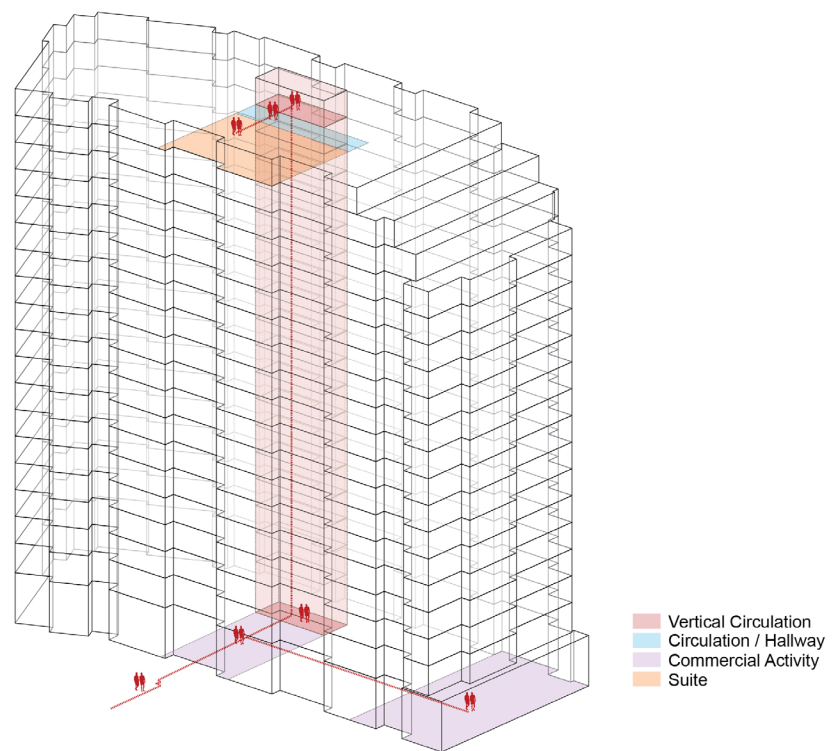 Vertical Circulation
Circulation / Hallway
Commercial Activity
Suite